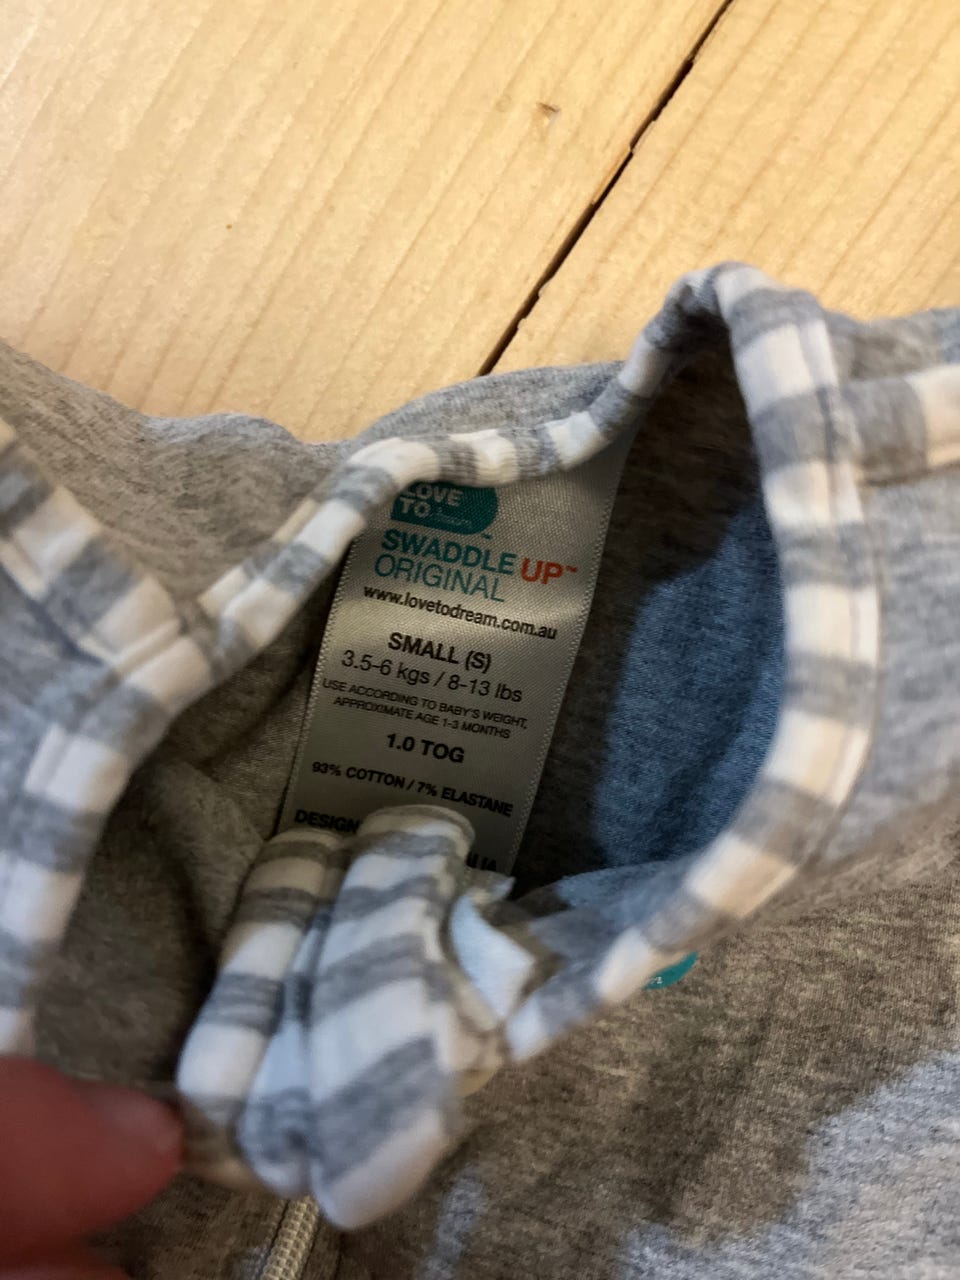 LOVE
TO
SWADDLE UP™
ORIGINAL
www.lovetodream.com.au
SMALL (S)
3.5-6 kgs / 8-13 lbs
USE ACCORDING TO BABY'S WEIGHT,
APPROXIMATE AGE 1-3 MONTHS
1.0 TOG
93% COTTON / 7% ELASTANE